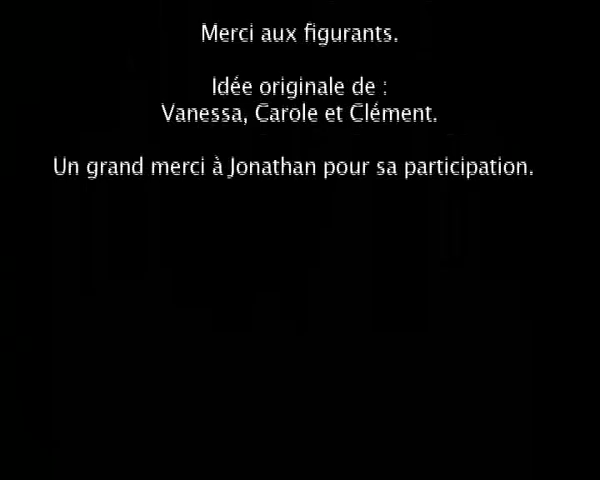 Merci aux figurants.
Idée originale de :
Vanessa, Carole et Clément.
Un grand merci à Jonathan pour sa participation.